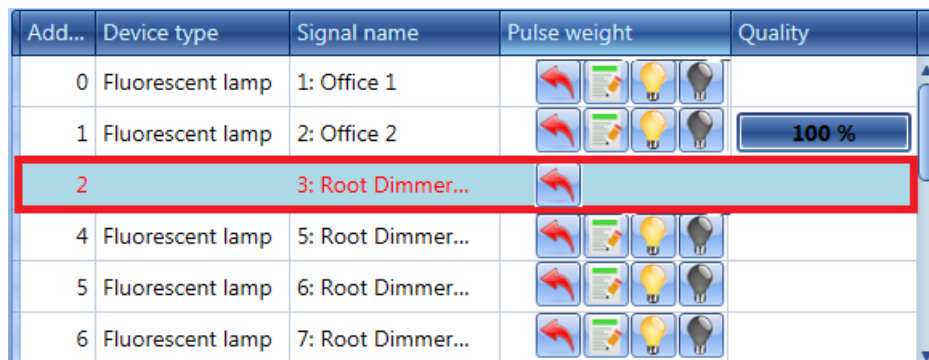 Add... Device type Signal name Pulse weight Quality
0 Fluorescent lamp 1: Office 1
1 Fluorescent lamp 2: Office 2 100 %
2 3: Root Dimmer...
4 Fluorescent lamp 5: Root Dimmer...
5 Fluorescent lamp 6: Root Dimmer...
6 Fluorescent lamp 7: Root Dimmer...